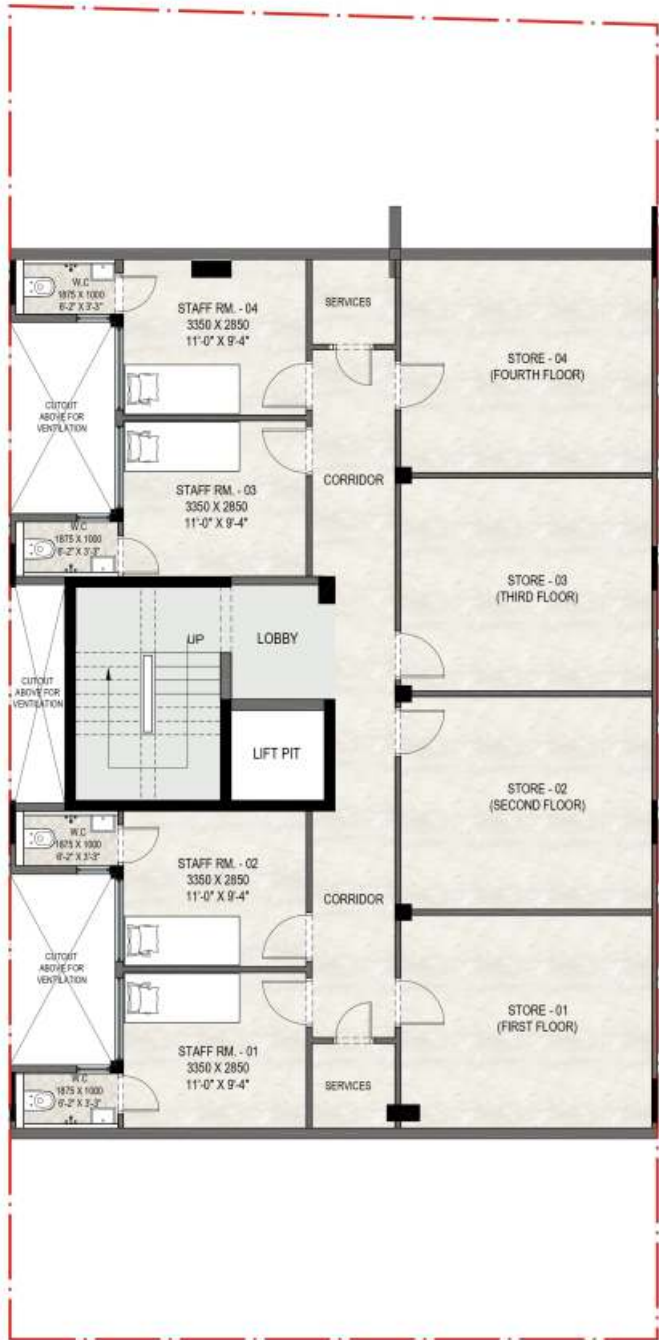 W.C
1875 X 1000
6'-2" X 3'-3"
STAFF RM. - 04
3350 X 2850
11'-0" X 9'-4"
SERVICES
STORE - 04
(FOURTH FLOOR)
CUTOUT
ABOVE FOR
VENTILATION
STAFF RM. - 03
3350 X 2850
11'-0" X 9'-4"
CORRIDOR
W.C
1875 X 1000
6'-2" X 3'-3"
STORE - 03
(THIRD FLOOR)
UP
LOBBY
CUTOUT
ABOVE FOR
VENTILATION
LIFT PIT
STORE - 02
(SECOND FLOOR)
W.C
1875 X 1000
6'-2" X 3'-3"
STAFF RM. - 02
3350 X 2850
11'-0" X 9'-4"
CORRIDOR
CUTOUT
ABOVE FOR
VENTILATION
STORE - 01
(FIRST FLOOR)
STAFF RM. - 01
3350 X 2850
11'-0" X 9'-4"
W.C
1875 X 1000
6'-2" X 3'-3"
SERVICES